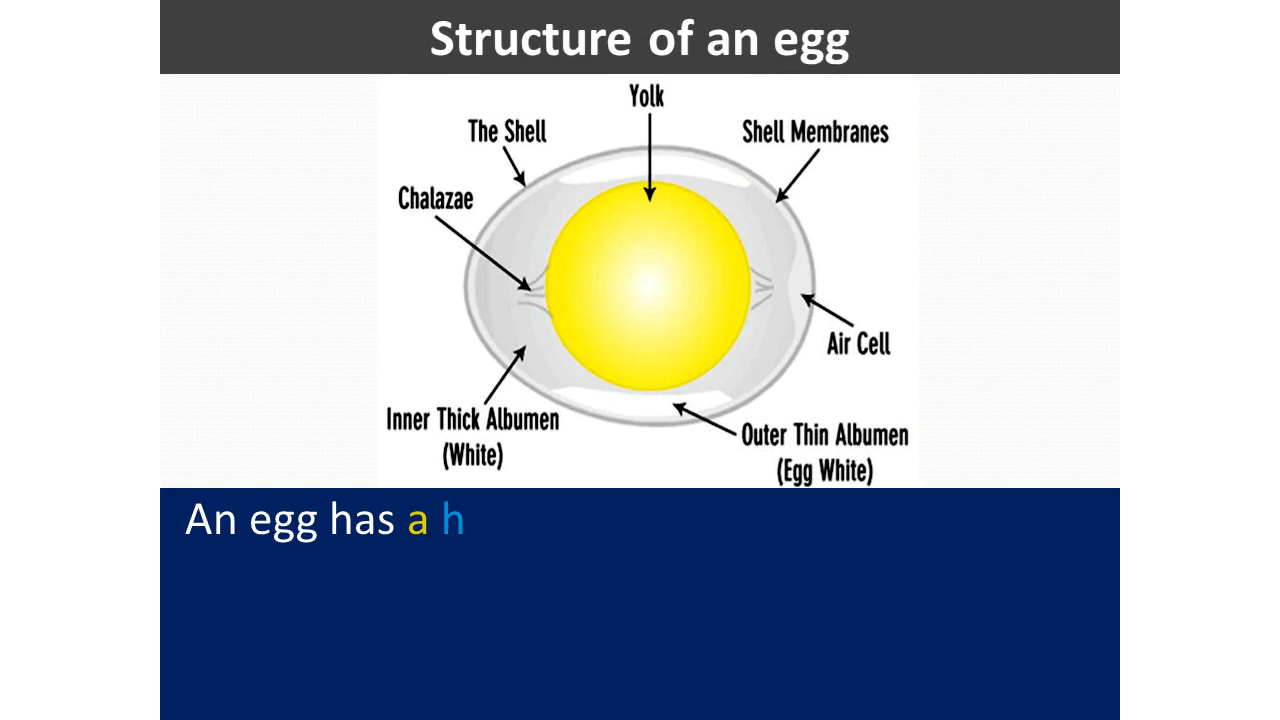 Structure of an egg
Yolk
The Shell
Shell Membranes
Chalazae
Air Cell
Inner Thick Albumen
(White)
Outer Thin Albumen
(Egg White)
An egg has a h